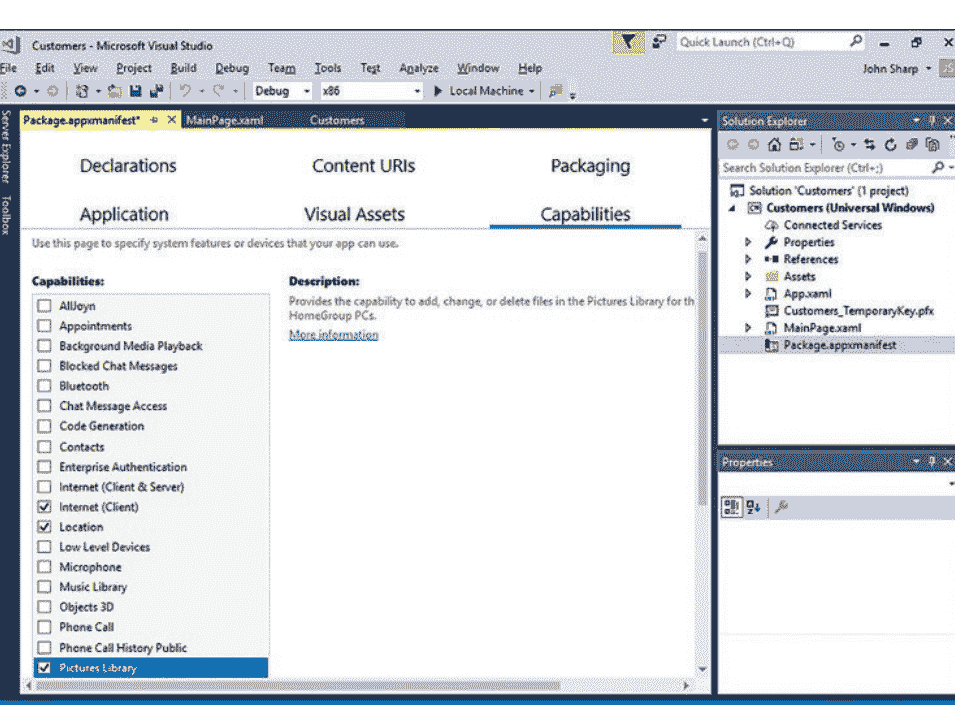 Customers - Microsoft Visual Studio
Quick Launch (Ctrl+Q)
File Edit View Project Build Debug Team Tools Test Analyze Window Help
John Sharp
JS
Debug x86 Local Machine
Server Explorer
Toolbox
Package.appxmanifest* MainPage.xaml Customers
Declarations Content URIs Packaging
Application Visual Assets Capabilities
Use this page to specify system features or devices that your app can use.
Capabilities:
AllJoyn
Appointments
Background Media Playback
Blocked Chat Messages
Bluetooth
Chat Message Access
Code Generation
Contacts
Enterprise Authentication
Internet (Client & Server)
Internet (Client)
Location
Low Level Devices
Microphone
Music Library
Objects 3D
Phone Call
Phone Call History Public
Pictures Library
Description:
Provides the capability to add, change, or delete files in the Pictures Library for th
HomeGroup PCs.
More information
Solution Explorer
Search Solution Explorer (Ctrl+;)
Solution 'Customers' (1 project)
Customers (Universal Windows)
Connected Services
Properties
References
Assets
App.xaml
Customers_TemporaryKey.pfx
MainPage.xaml
Package.appxmanifest
Properties